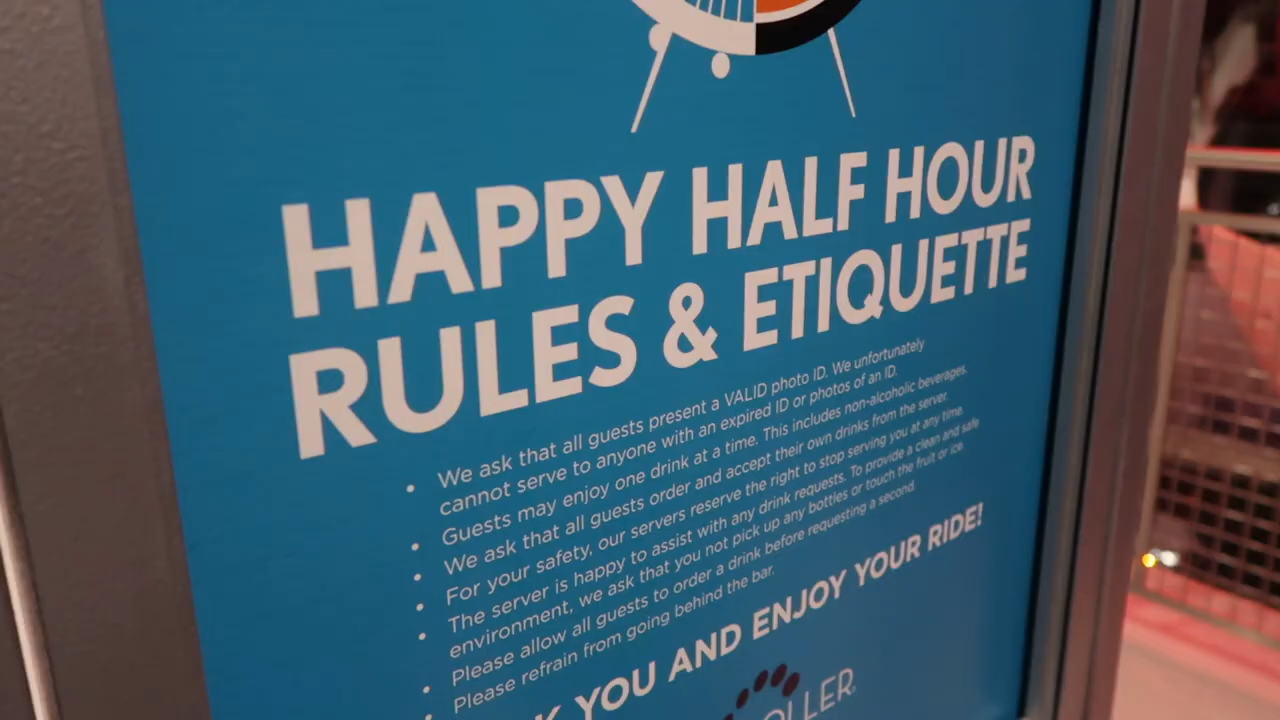 HAPPY HALF HOUR
RULES & ETIQUETTE
• We ask that all guests present a VALID photo ID. We unfortunately
cannot serve to anyone with an expired ID or photos of an ID.
• Guests may enjoy one drink at a time. This includes non-alcoholic beverages.
• We ask that all guests order and accept their own drinks from the server.
• For your safety, our servers reserve the right to stop serving you at any time.
• The server is happy to assist with any drink requests. To provide a clean and safe
environment, we ask that you not pick up any bottles or touch the fruit or ice.
• Please allow all guests to order a drink before requesting a second.
• Please refrain from going behind the bar.
K YOU AND ENJOY YOUR RIDE!
OLLER